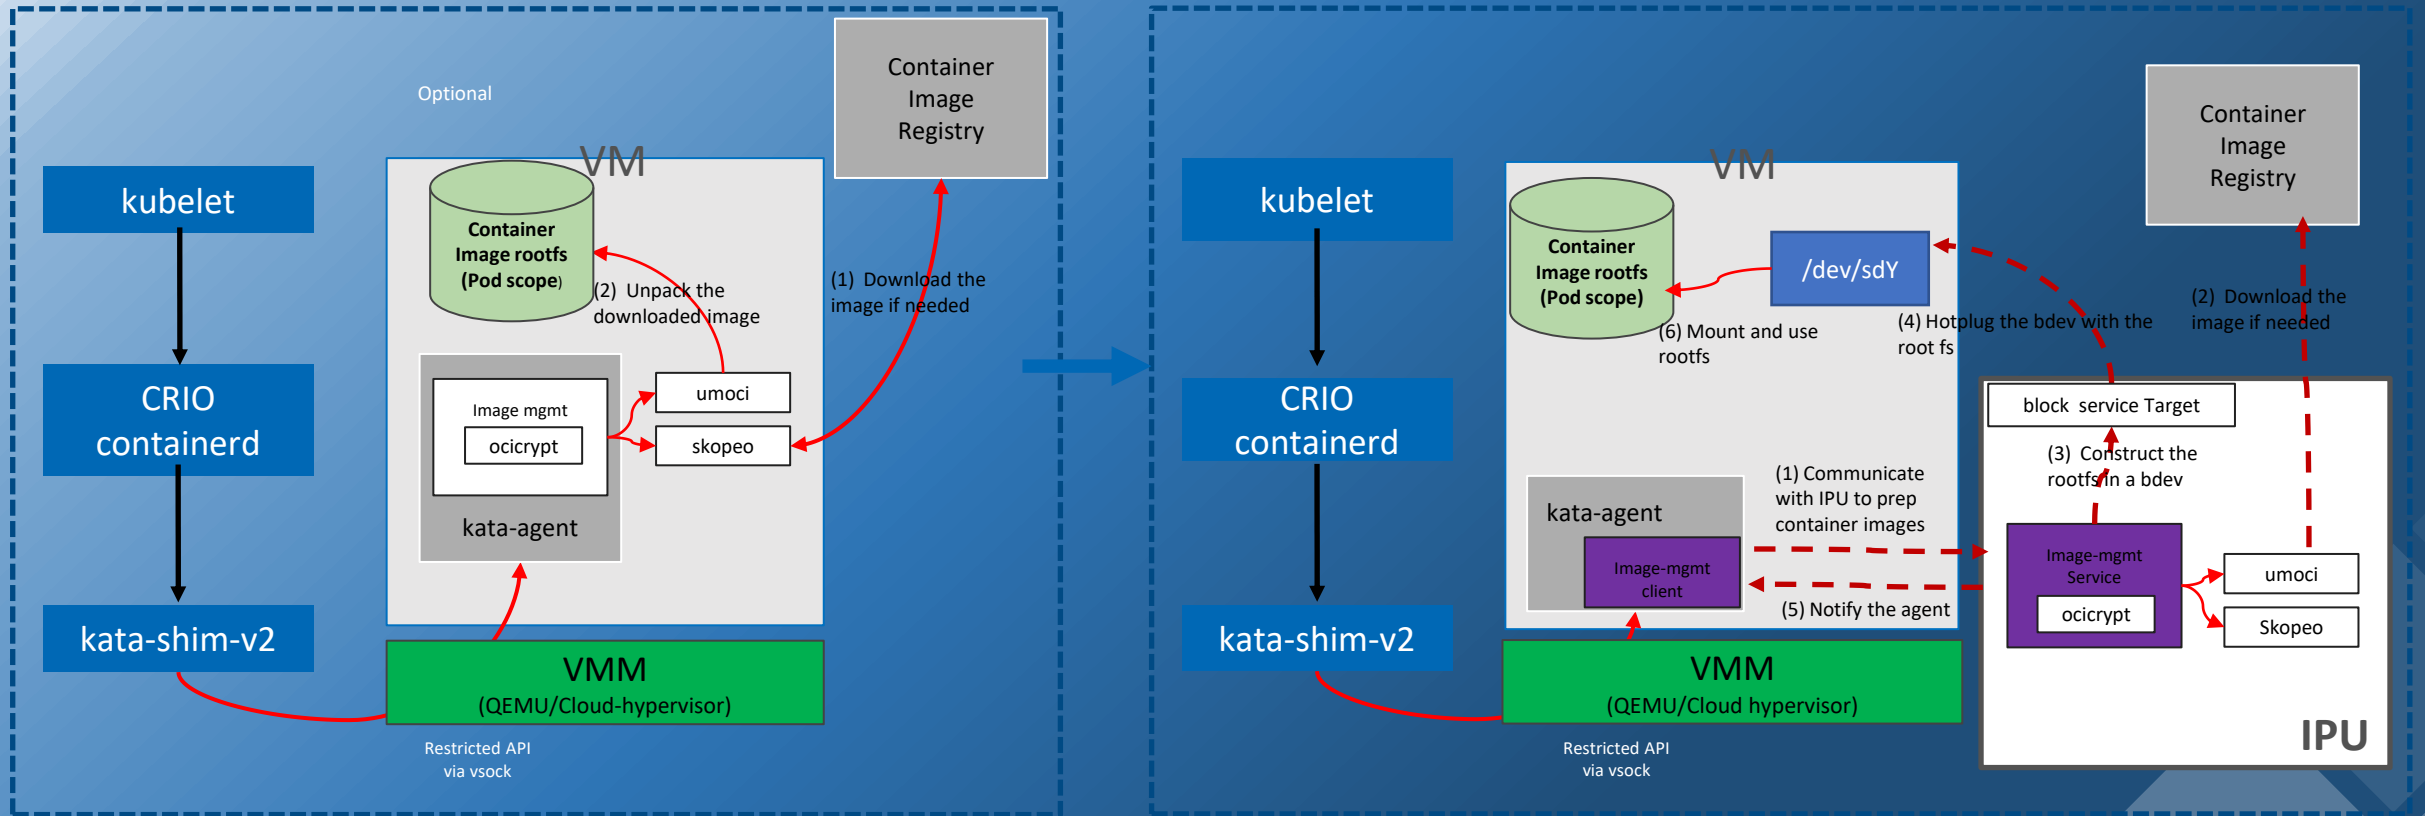 Optional
Container
Image
Registry
VM
kubelet
Container
Image rootfs
(Pod scope)
(1) Download the
image if needed
(2) Unpack the
downloaded image
CRIO
containerd
Image mgmt
ocicrypt
umoci
skopeo
kata-agent
kata-shim-v2
VMM
(QEMU/Cloud-hypervisor)
Restricted API
via vsock
Container
Image
Registry
VM
kubelet
Container
Image rootfs
(Pod scope)
/dev/sdY
(6) Mount and use
rootfs
(4) Hotplug the bdev with the
root fs
(2) Download the
image if needed
CRIO
containerd
block service Target
(3) Construct the
rootfs in a bdev
(1) Communicate
with IPU to prep
container images
kata-agent
Image-mgmt
client
(5) Notify the agent
Image-mgmt
Service
ocicrypt
umoci
Skopeo
kata-shim-v2
VMM
(QEMU/Cloud hypervisor)
IPU
Restricted API
via vsock